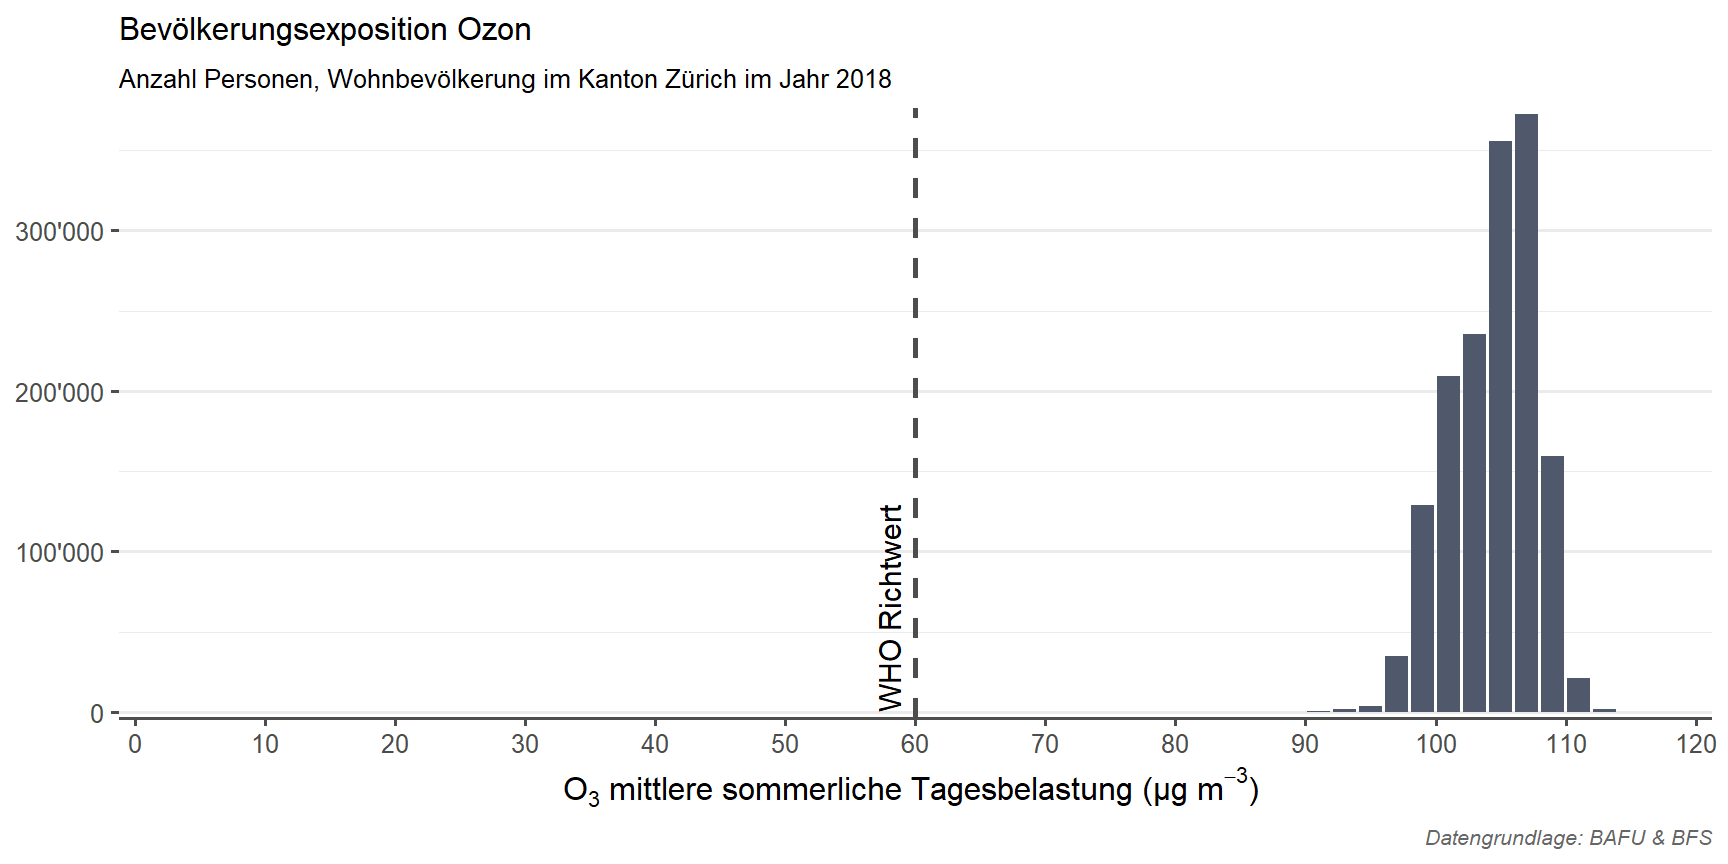 Bevölkerungsexposition Ozon
Anzahl Personen, Wohnbevölkerung im Kanton Zürich im Jahr 2018
300'000
200'000
100'000
0
WHO Richtwert
0 10 20 30 40 50 60 70 80 90 100 110 120
O₃ mittlere sommerliche Tagesbelastung (µg m⁻³)
Datengrundlage: BAFU & BFS